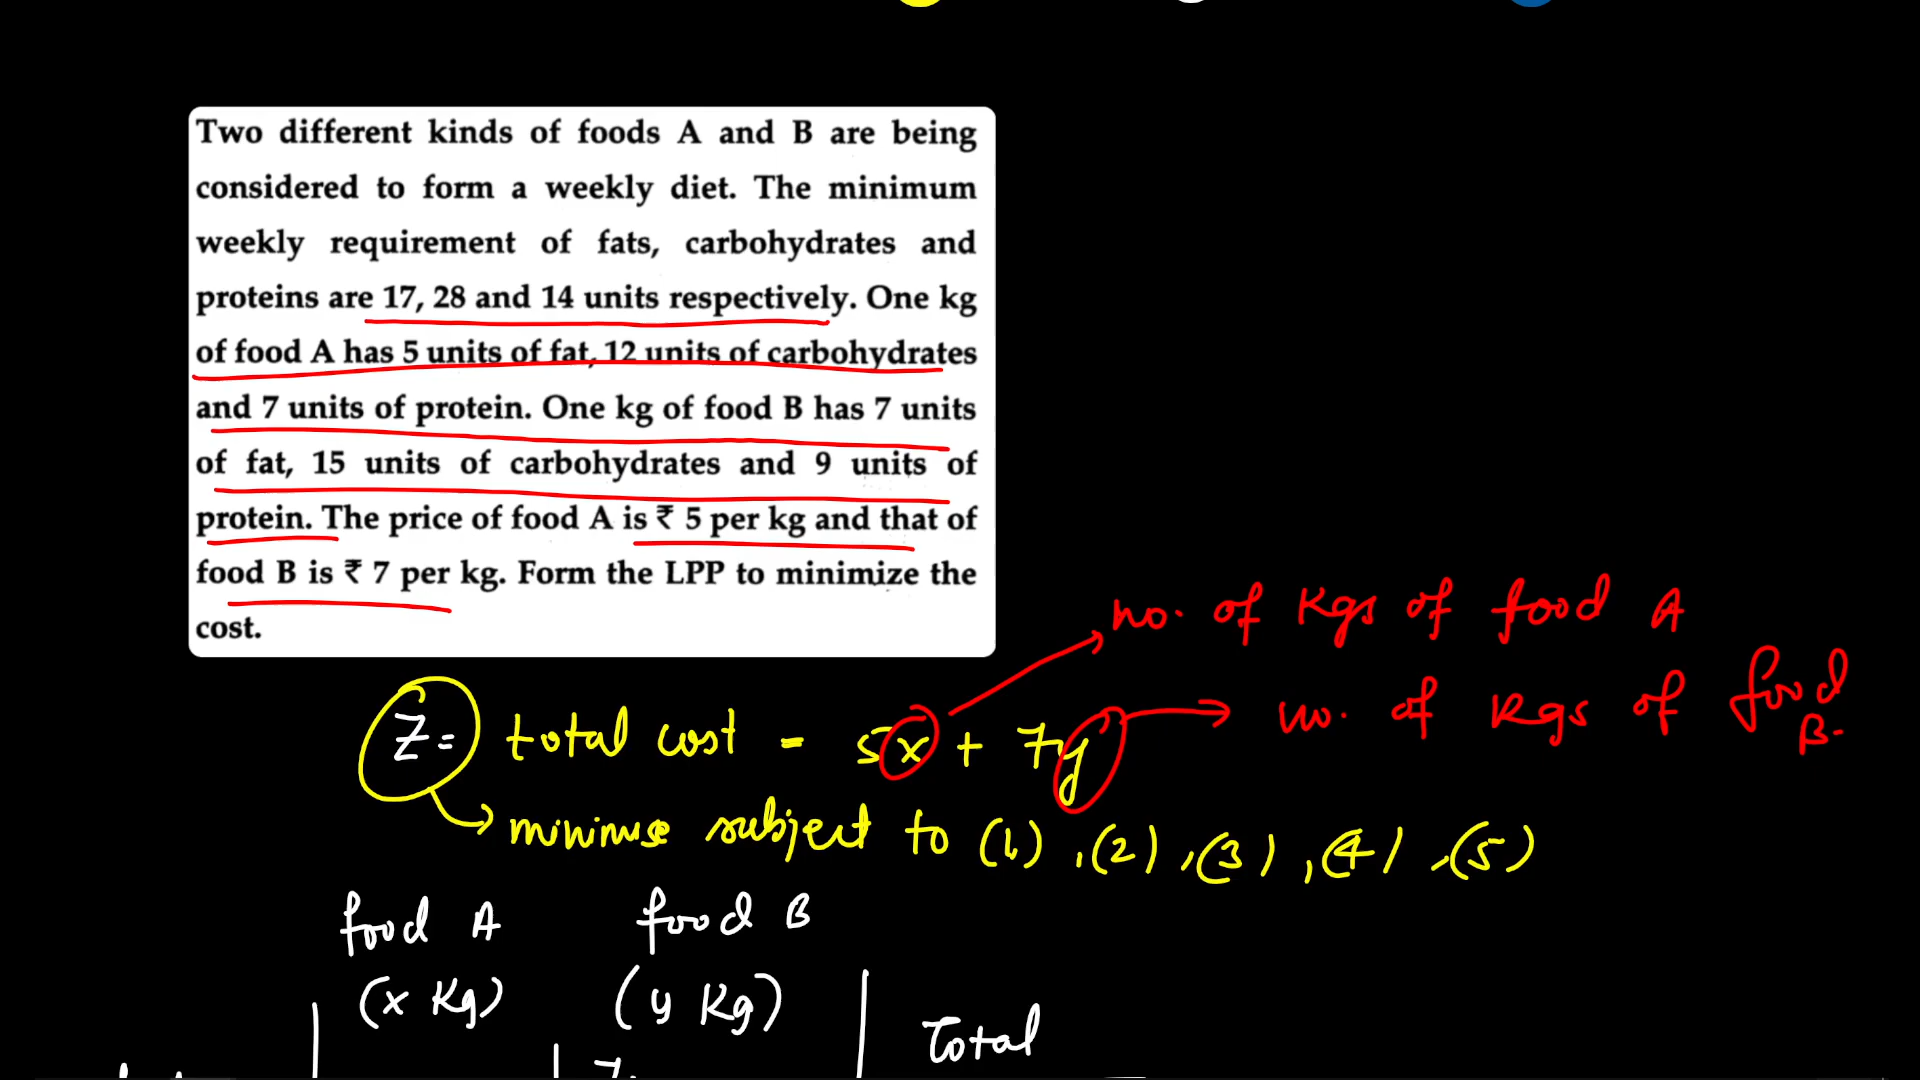 Two different kinds of foods A and B are being
considered to form a weekly diet. The minimum
weekly requirement of fats, carbohydrates and
proteins are 17, 28 and 14 units respectively. One kg
of food A has 5 units of fat, 12 units of carbohydrates
and 7 units of protein. One kg of food B has 7 units
of fat, 15 units of carbohydrates and 9 units of
protein. The price of food A is ₹ 5 per kg and that of
food B is ₹ 7 per kg. Form the LPP to minimize the
cost.
no. of Kgs of food A
no. of Kgs of food
B.
Z = total cost = 5x + 7y
minimise subject to (1), (2), (3), (4), (5)
food A food B
(x Kg) (y Kg)
Total